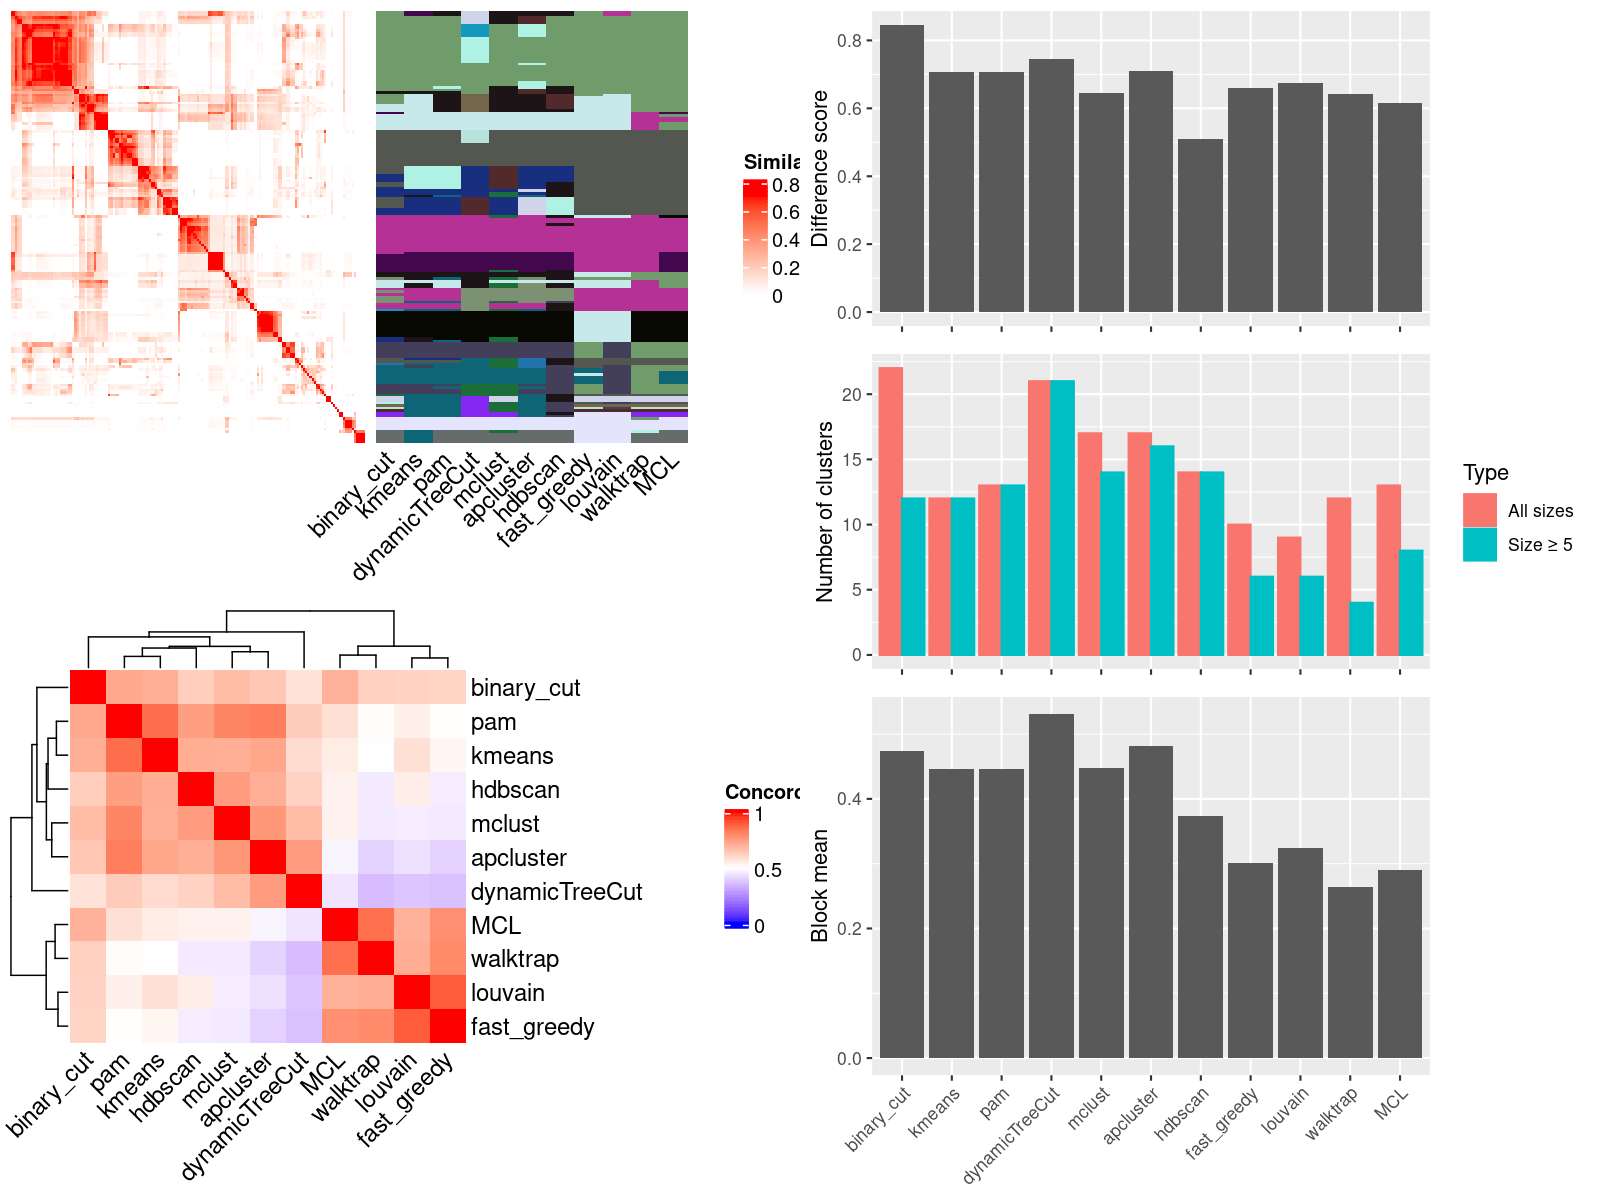 Simila
0.8
0.6
0.4
0.2
0
binary_cut
kmeans
pam
dynamicTreeCut
mclust
apcluster
hdbscan
fast_greedy
louvain
walktrap
MCL
binary_cut
pam
kmeans
hdbscan
mclust
apcluster
dynamicTreeCut
MCL
walktrap
louvain
fast_greedy
binary_cut
pam
kmeans
hdbscan
mclust
apcluster
dynamicTreeCut
MCL
walktrap
louvain
fast_greedy
Concord
1
0.5
0
Difference score
0.8
0.6
0.4
0.2
0.0
Number of clusters
20
15
10
5
0
Type
All sizes
Size ≥ 5
Block mean
0.4
0.2
0.0
binary_cut
kmeans
pam
dynamicTreeCut
mclust
apcluster
hdbscan
fast_greedy
louvain
walktrap
MCL